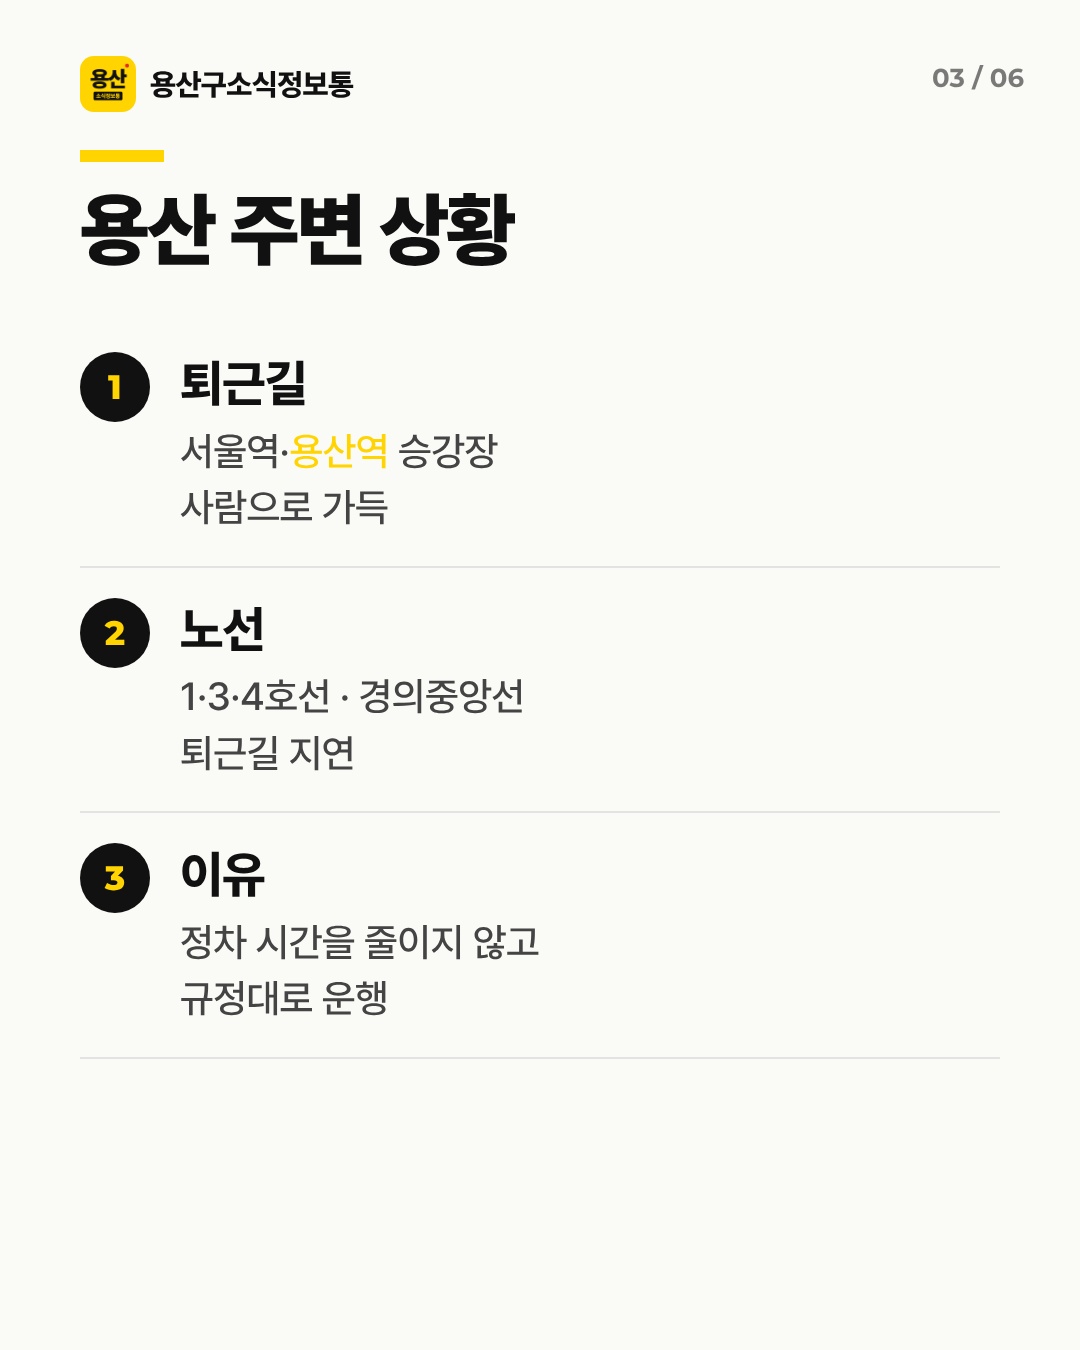 용산
소식정보통
용산구소식정보통
03 / 06
용산 주변 상황
1
퇴근길
서울역·용산역 승강장
사람으로 가득
2
노선
1·3·4호선 · 경의중앙선
퇴근길 지연
3
이유
정차 시간을 줄이지 않고
규정대로 운행